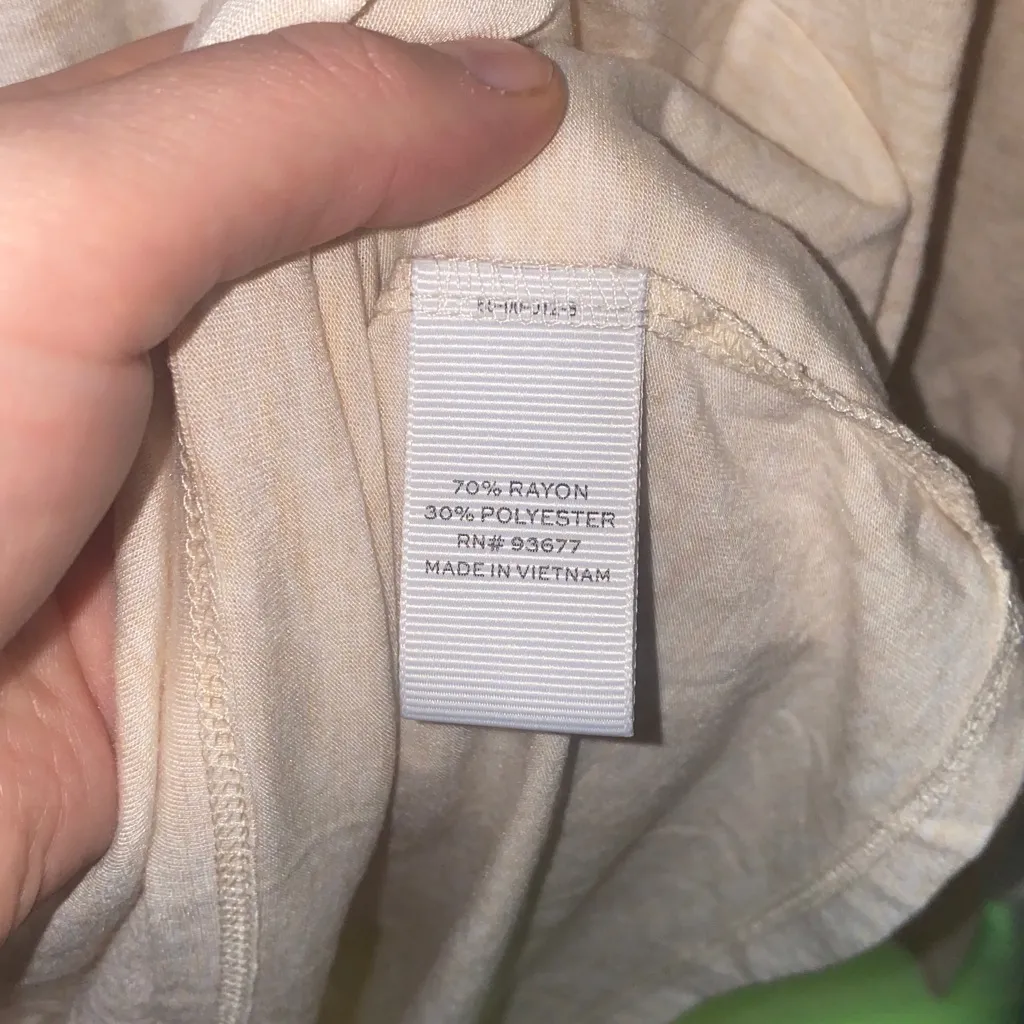 70% RAYON
30% POLYESTER
RN# 93677
MADE IN VIETNAM